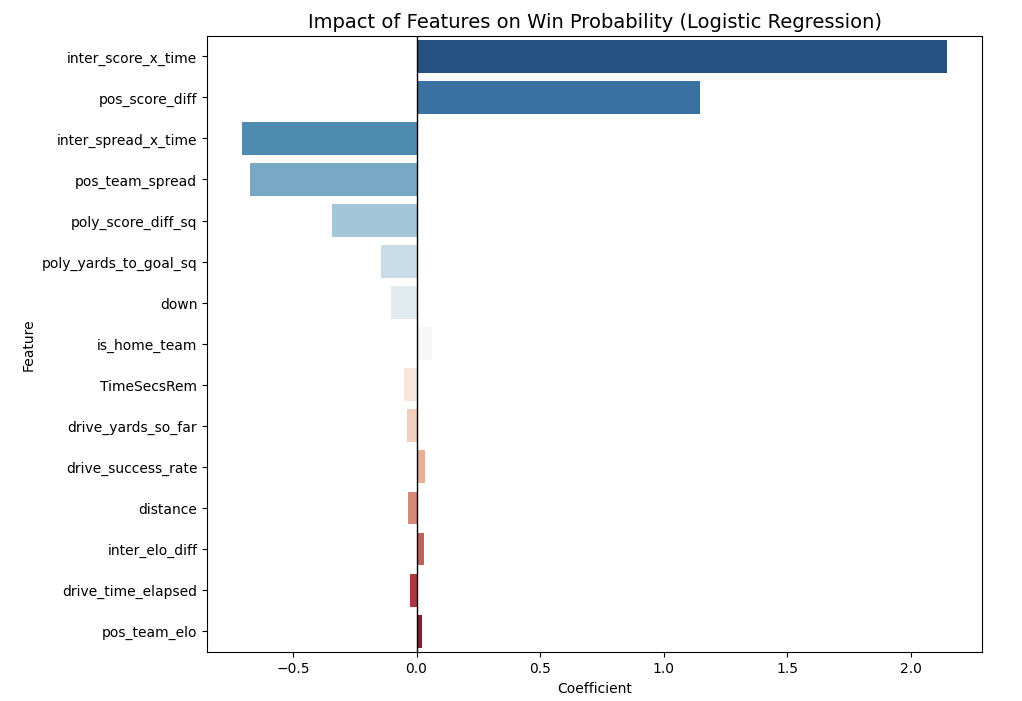 Impact of Features on Win Probability (Logistic Regression)
inter_score_x_time
pos_score_diff
inter_spread_x_time
pos_team_spread
poly_score_diff_sq
poly_yards_to_goal_sq
down
is_home_team
TimeSecsRem
drive_yards_so_far
drive_success_rate
distance
inter_elo_diff
drive_time_elapsed
pos_team_elo
Feature
−0.5 0.0 0.5 1.0 1.5 2.0
Coefficient